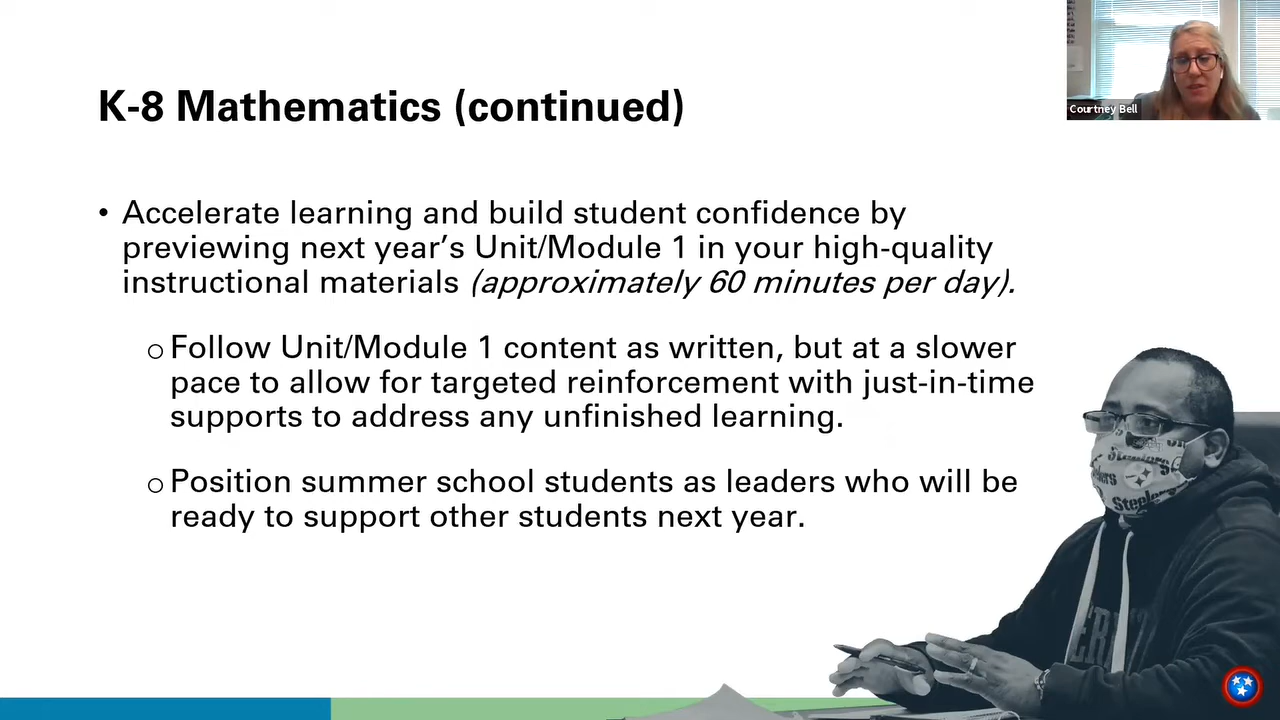 K-8 Mathematics (continued)
Courtney Bell
• Accelerate learning and build student confidence by
previewing next year's Unit/Module 1 in your high-quality
instructional materials (approximately 60 minutes per day).
o Follow Unit/Module 1 content as written, but at a slower
pace to allow for targeted reinforcement with just-in-time
supports to address any unfinished learning.
o Position summer school students as leaders who will be
ready to support other students next year.
Steelers
Steelers